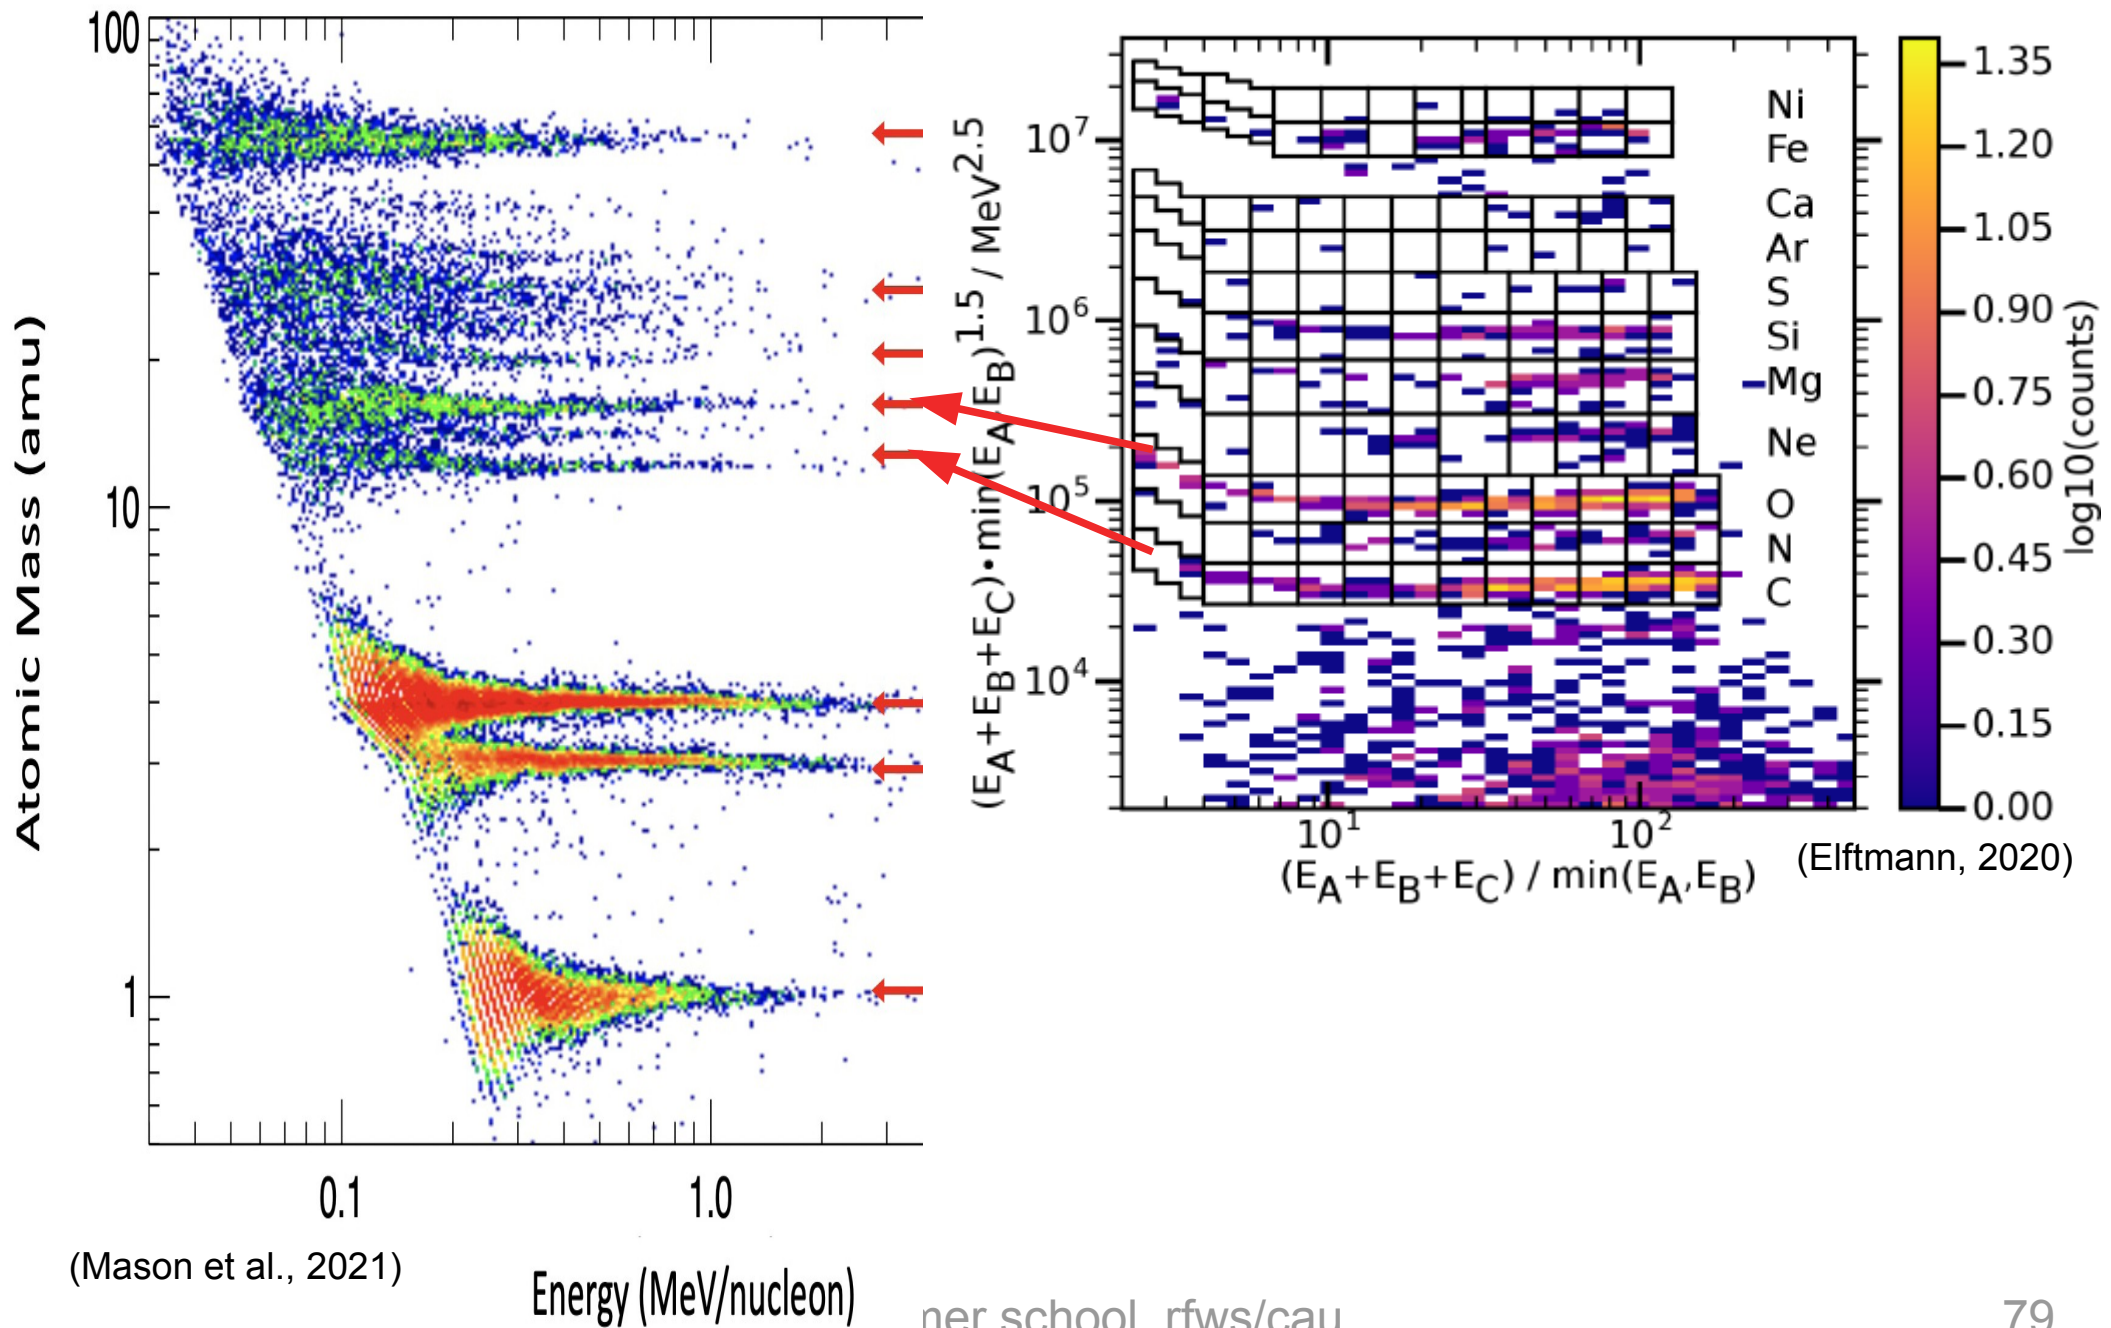 100
10
1
Atomic Mass (amu)
0.1
1.0
Energy (MeV/nucleon)
(Mason et al., 2021)
(E_A+E_B+E_C)•min(E_A,E_B)^1.5 / MeV^2.5
10^7
10^6
10^5
10^4
Ni
Fe
Ca
Ar
S
Si
Mg
Ne
O
N
C
10^1
10^2
(E_A+E_B+E_C) / min(E_A,E_B)
1.35
1.20
1.05
0.90
0.75
0.60
0.45
0.30
0.15
0.00
log10(counts)
(Elftmann, 2020)
mer school, rfws/cau
79